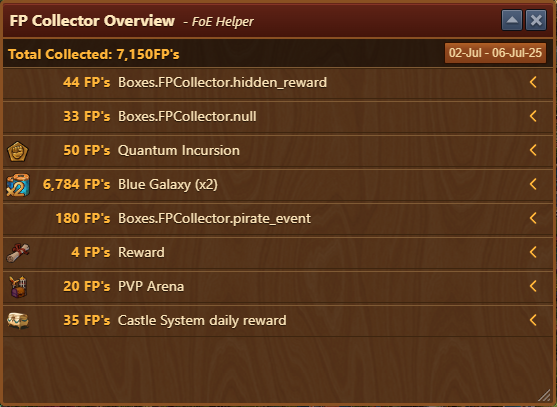 FP Collector Overview - FoE Helper
Total Collected: 7,150FP's 02-Jul - 06-Jul-25
44 FP's Boxes.FPCollector.hidden_reward
33 FP's Boxes.FPCollector.null
50 FP's Quantum Incursion
6,784 FP's Blue Galaxy (x2)
180 FP's Boxes.FPCollector.pirate_event
4 FP's Reward
20 FP's PVP Arena
35 FP's Castle System daily reward